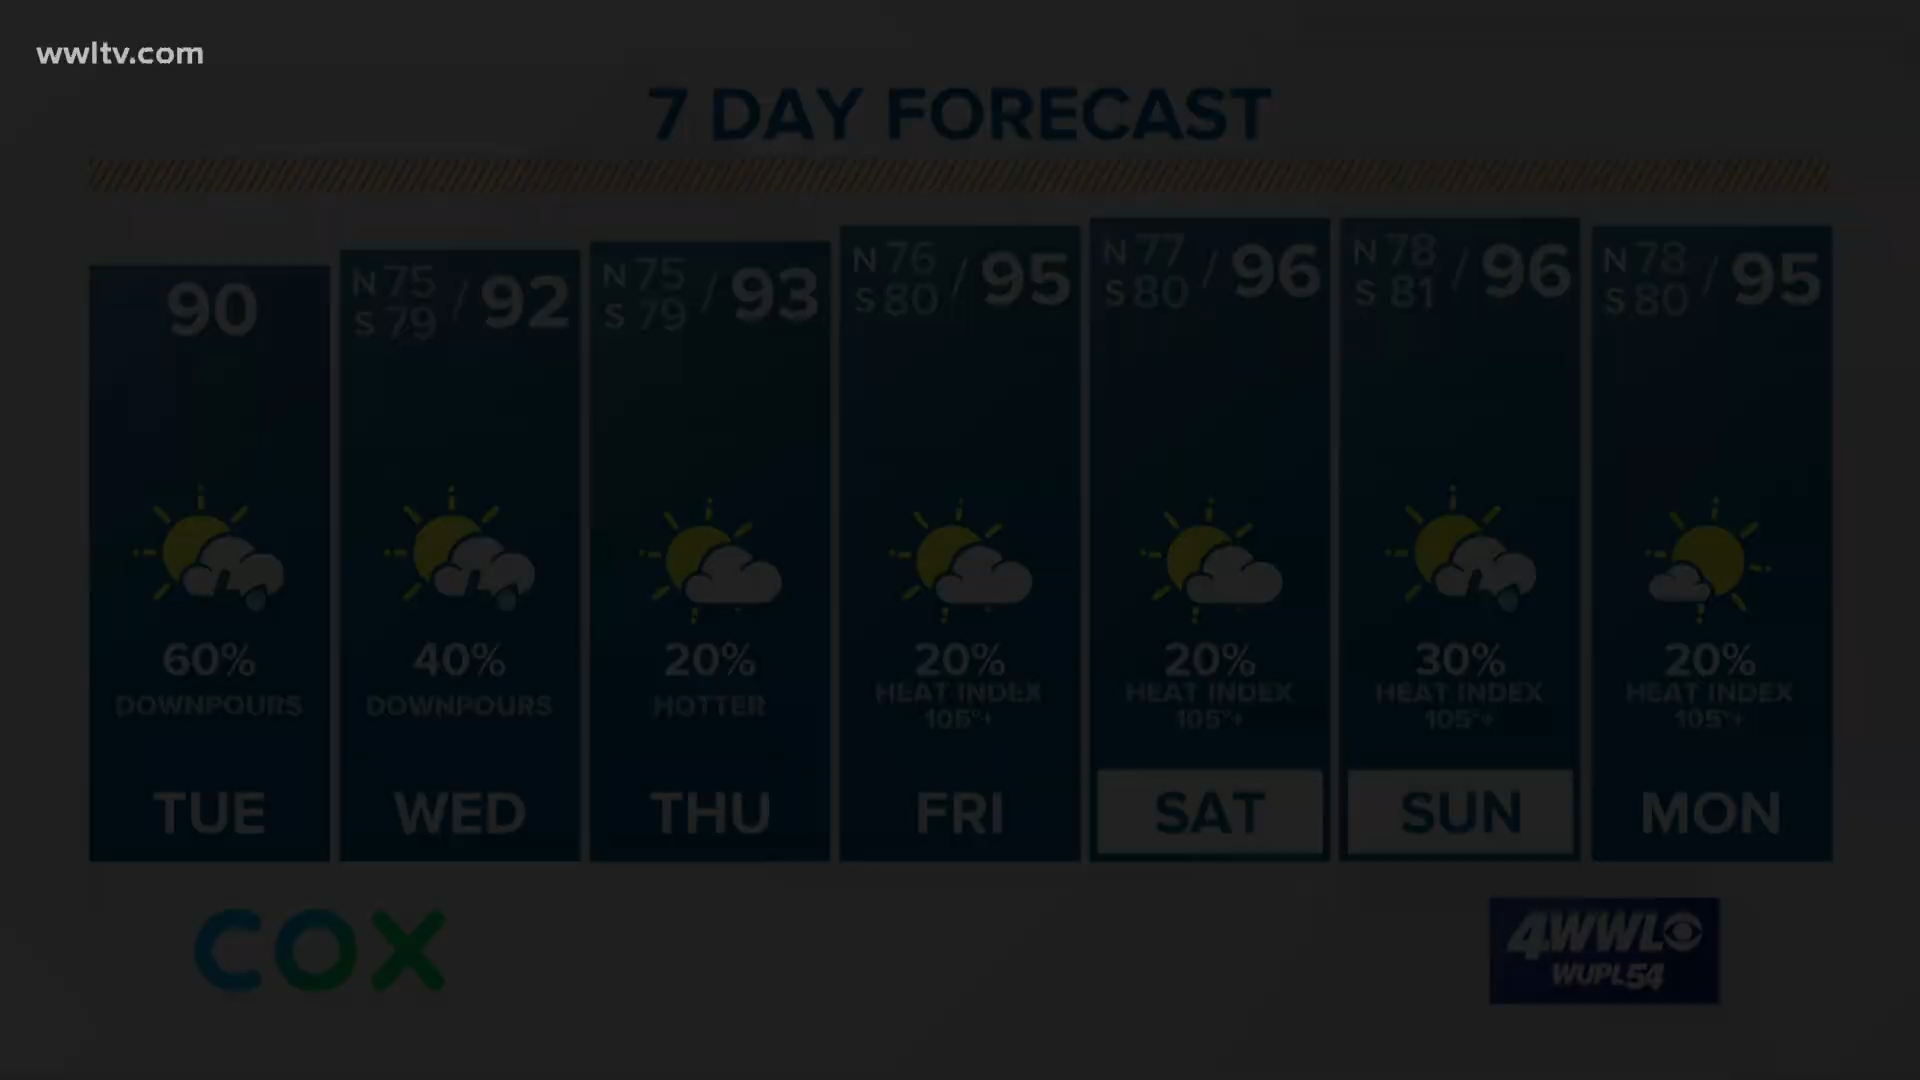 wwltv.com
7 DAY FORECAST
90
60%
DOWNPOURS
TUE
N 75 / 92
S 79
40%
DOWNPOURS
WED
N 75 / 93
S 79
20%
HOTTER
THU
N 76 / 95
S 80
20%
HEAT INDEX
105°+
FRI
N 77 / 96
S 80
20%
HEAT INDEX
105°+
SAT
N 78 / 96
S 81
30%
HEAT INDEX
105°+
SUN
N 78 / 95
S 80
20%
HEAT INDEX
105°+
MON
COX
4WWL
WUPL54